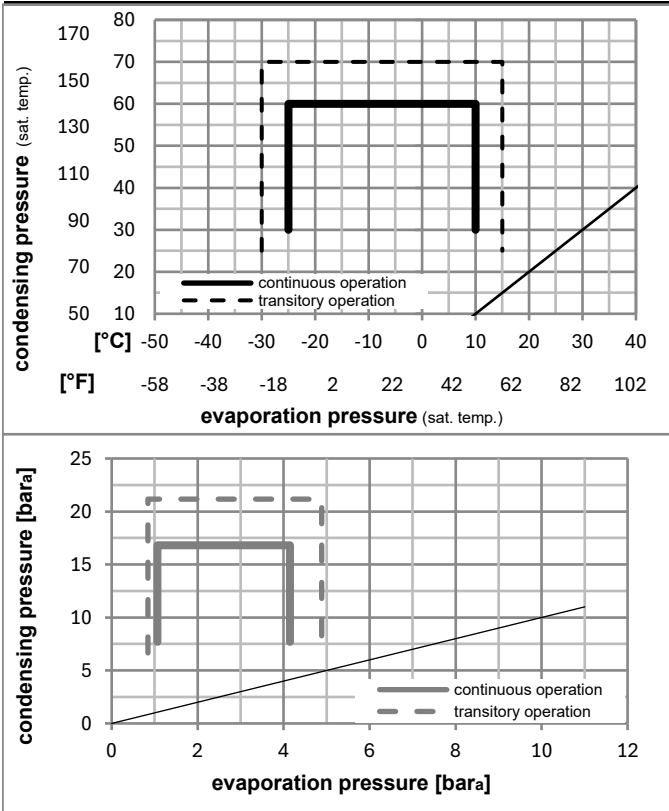 condensing pressure (sat. temp.)
170 80
150 70
130 60
110 50
90 40
70 30
50 20
10
continuous operation
transitory operation
[°C] -50 -40 -30 -20 -10 0 10 20 30 40
[°F] -58 -38 -18 2 22 42 62 82 102
evaporation pressure (sat. temp.)
condensing pressure [bara]
25
20
15
10
5
0
continuous operation
transitory operation
0 2 4 6 8 10 12
evaporation pressure [bara]